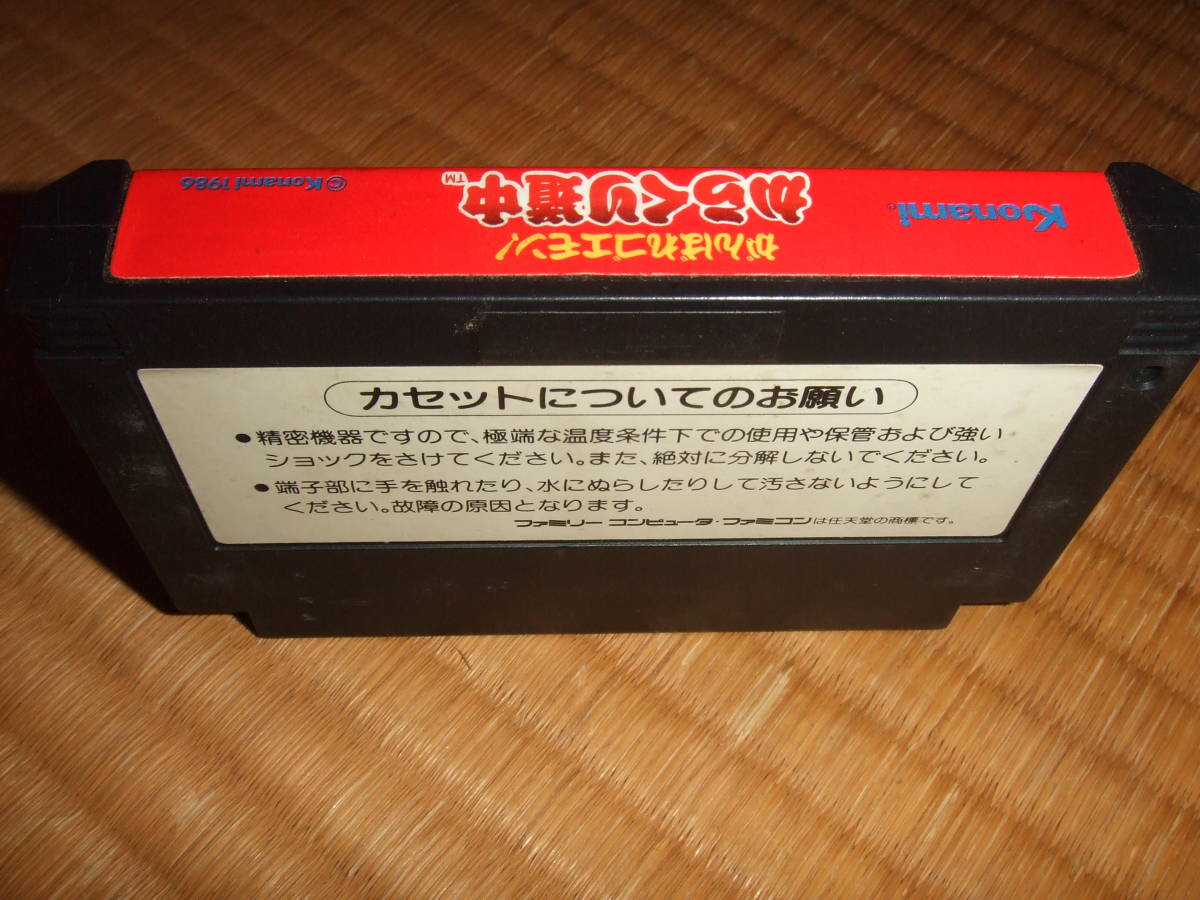 Konami
がんばれゴエモン!
からくり道中™
© Konami 1986
カセットについてのお願い
●精密機器ですので、極端な温度条件下での使用や保管および強い
ショックをさけてください。また、絶対に分解しないでください。
●端子部に手を触れたり、水にぬらしたりして汚さないようにして
ください。故障の原因となります。
ファミリー コンピュータ・ファミコンは任天堂の商標です。